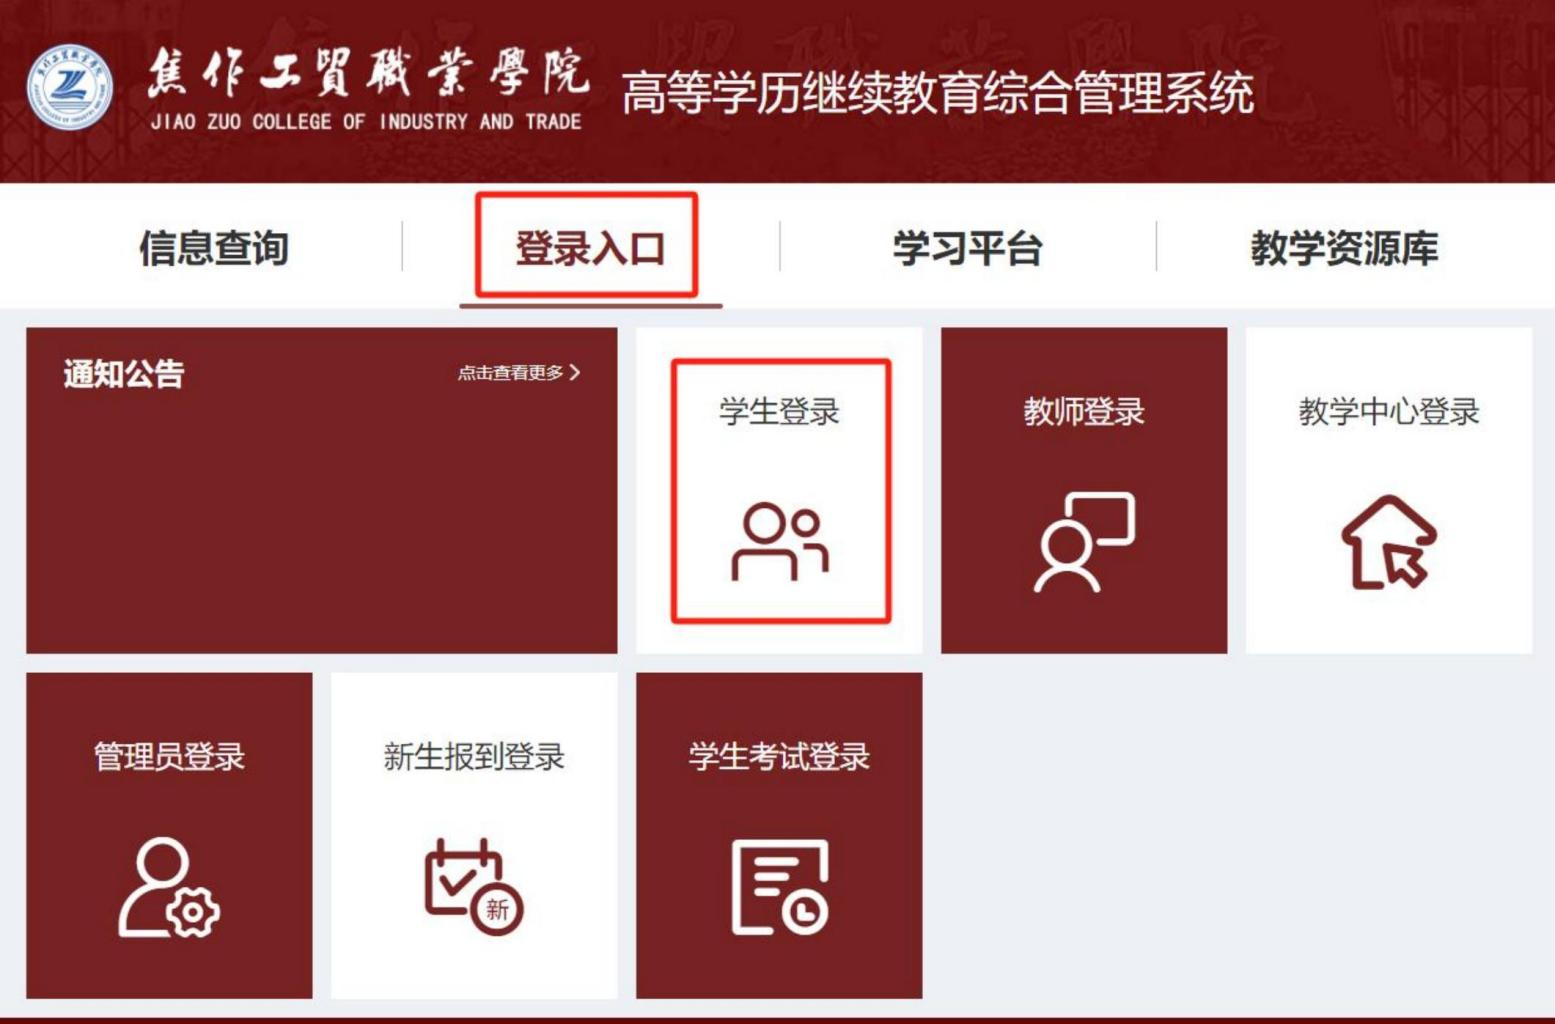 焦作工貿職業學院
JIAO ZUO COLLEGE OF INDUSTRY AND TRADE
高等学历继续教育综合管理系统
信息查询
登录入口
学习平台
教学资源库
通知公告
点击查看更多
学生登录
教师登录
教学中心登录
管理员登录
新生报到登录
新
学生考试登录